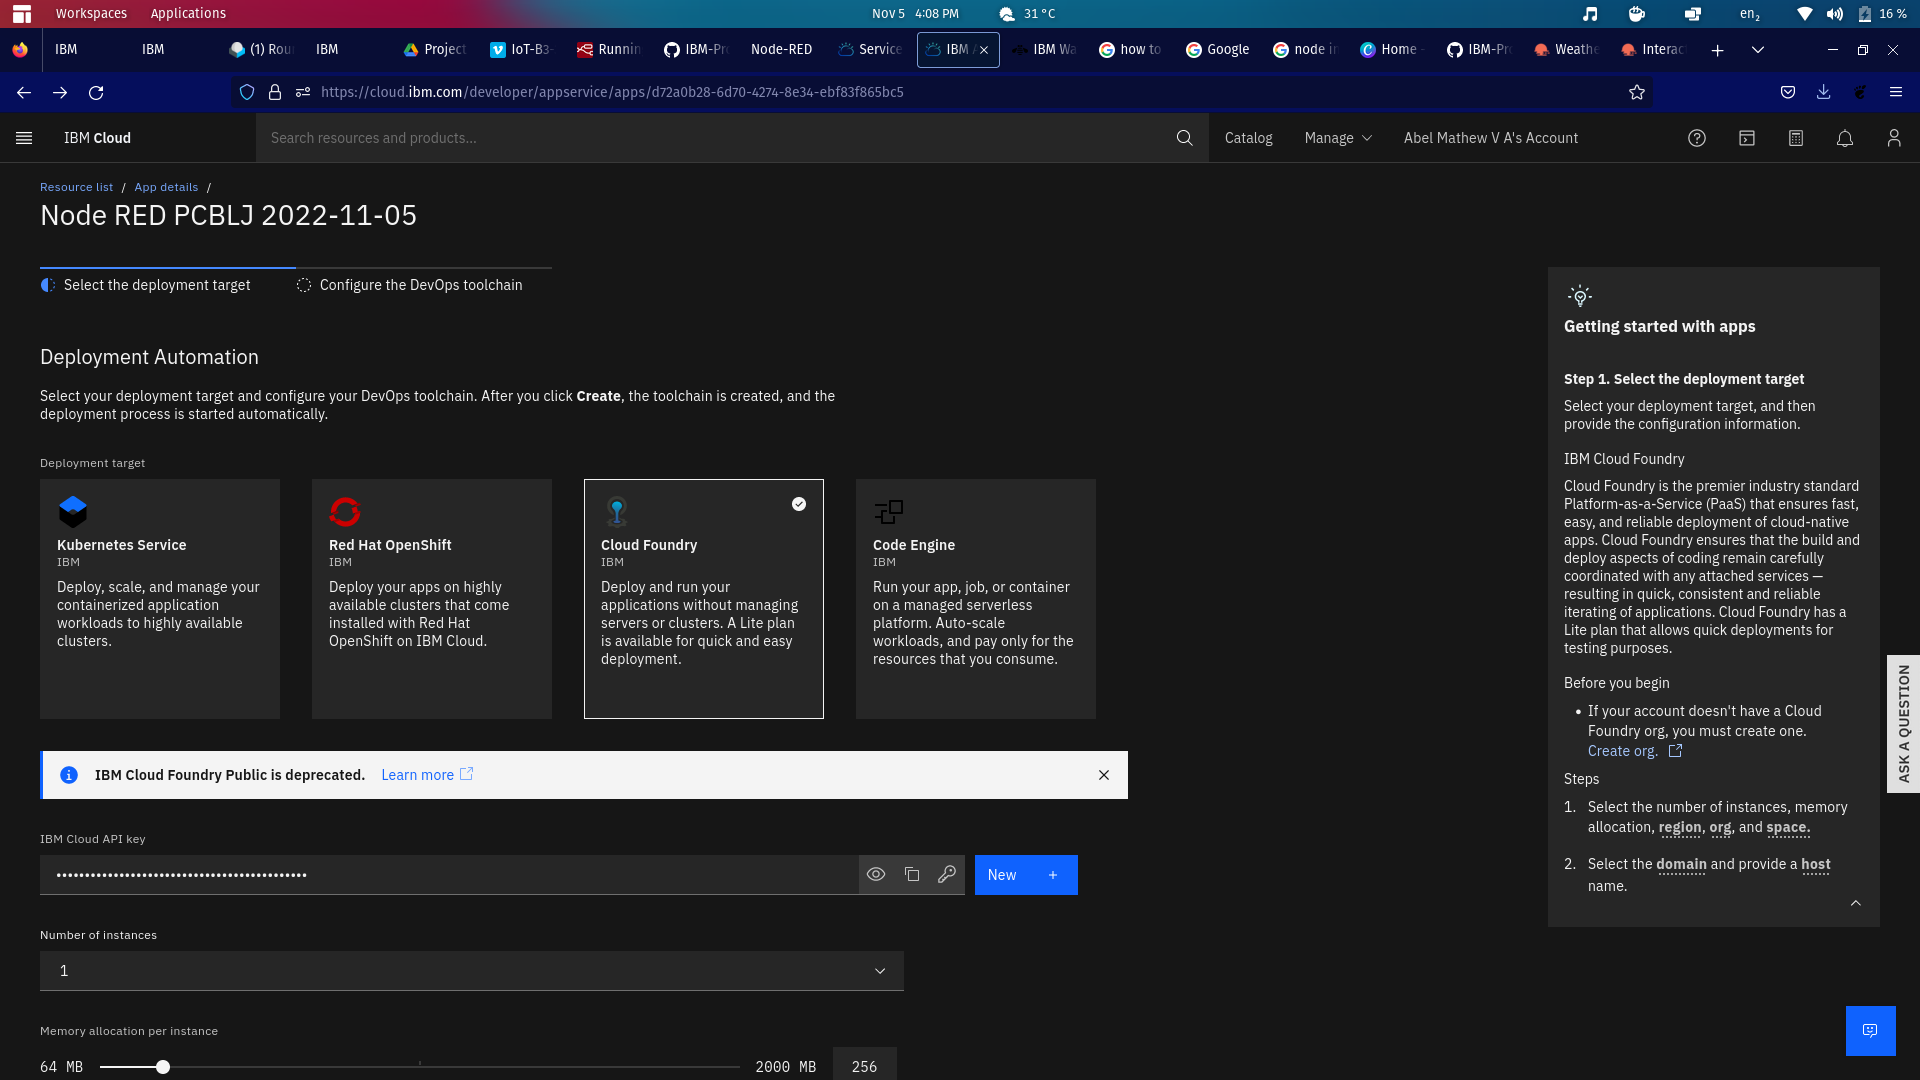 Workspaces Applications Nov 5 4:08 PM 31 °C en₂ 16 %
IBM IBM (1) Rou IBM Project IoT-B3- Runnin IBM-Pr Node-RED Service IBM IBM Wa how to Google node in Home - IBM-Pr Weathe Interac
https://cloud.ibm.com/developer/appservice/apps/d72a0b28-6d70-4274-8e34-ebf83f865bc5
IBM Cloud Search resources and products... Catalog Manage Abel Mathew V A's Account
Resource list / App details /
Node RED PCBLJ 2022-11-05
Select the deployment target Configure the DevOps toolchain
Deployment Automation
Select your deployment target and configure your DevOps toolchain. After you click Create, the toolchain is created, and the
deployment process is started automatically.
Deployment target
Kubernetes Service
IBM
Deploy, scale, and manage your
containerized application
workloads to highly available
clusters.
Red Hat OpenShift
IBM
Deploy your apps on highly
available clusters that come
installed with Red Hat
OpenShift on IBM Cloud.
Cloud Foundry
IBM
Deploy and run your
applications without managing
servers or clusters. A Lite plan
is available for quick and easy
deployment.
Code Engine
IBM
Run your app, job, or container
on a managed serverless
platform. Auto-scale
workloads, and pay only for the
resources that you consume.
IBM Cloud Foundry Public is deprecated. Learn more
IBM Cloud API key
New +
Number of instances
1
Memory allocation per instance
64 MB 2000 MB 256
Getting started with apps
Step 1. Select the deployment target
Select your deployment target, and then
provide the configuration information.
IBM Cloud Foundry
Cloud Foundry is the premier industry standard
Platform-as-a-Service (PaaS) that ensures fast,
easy, and reliable deployment of cloud-native
apps. Cloud Foundry ensures that the build and
deploy aspects of coding remain carefully
coordinated with any attached services —
resulting in quick, consistent and reliable
iterating of applications. Cloud Foundry has a
Lite plan that allows quick deployments for
testing purposes.
Before you begin
• If your account doesn't have a Cloud
Foundry org, you must create one.
Create org.
Steps
1. Select the number of instances, memory
allocation, region, org, and space.
2. Select the domain and provide a host
name.
ASK A QUESTION